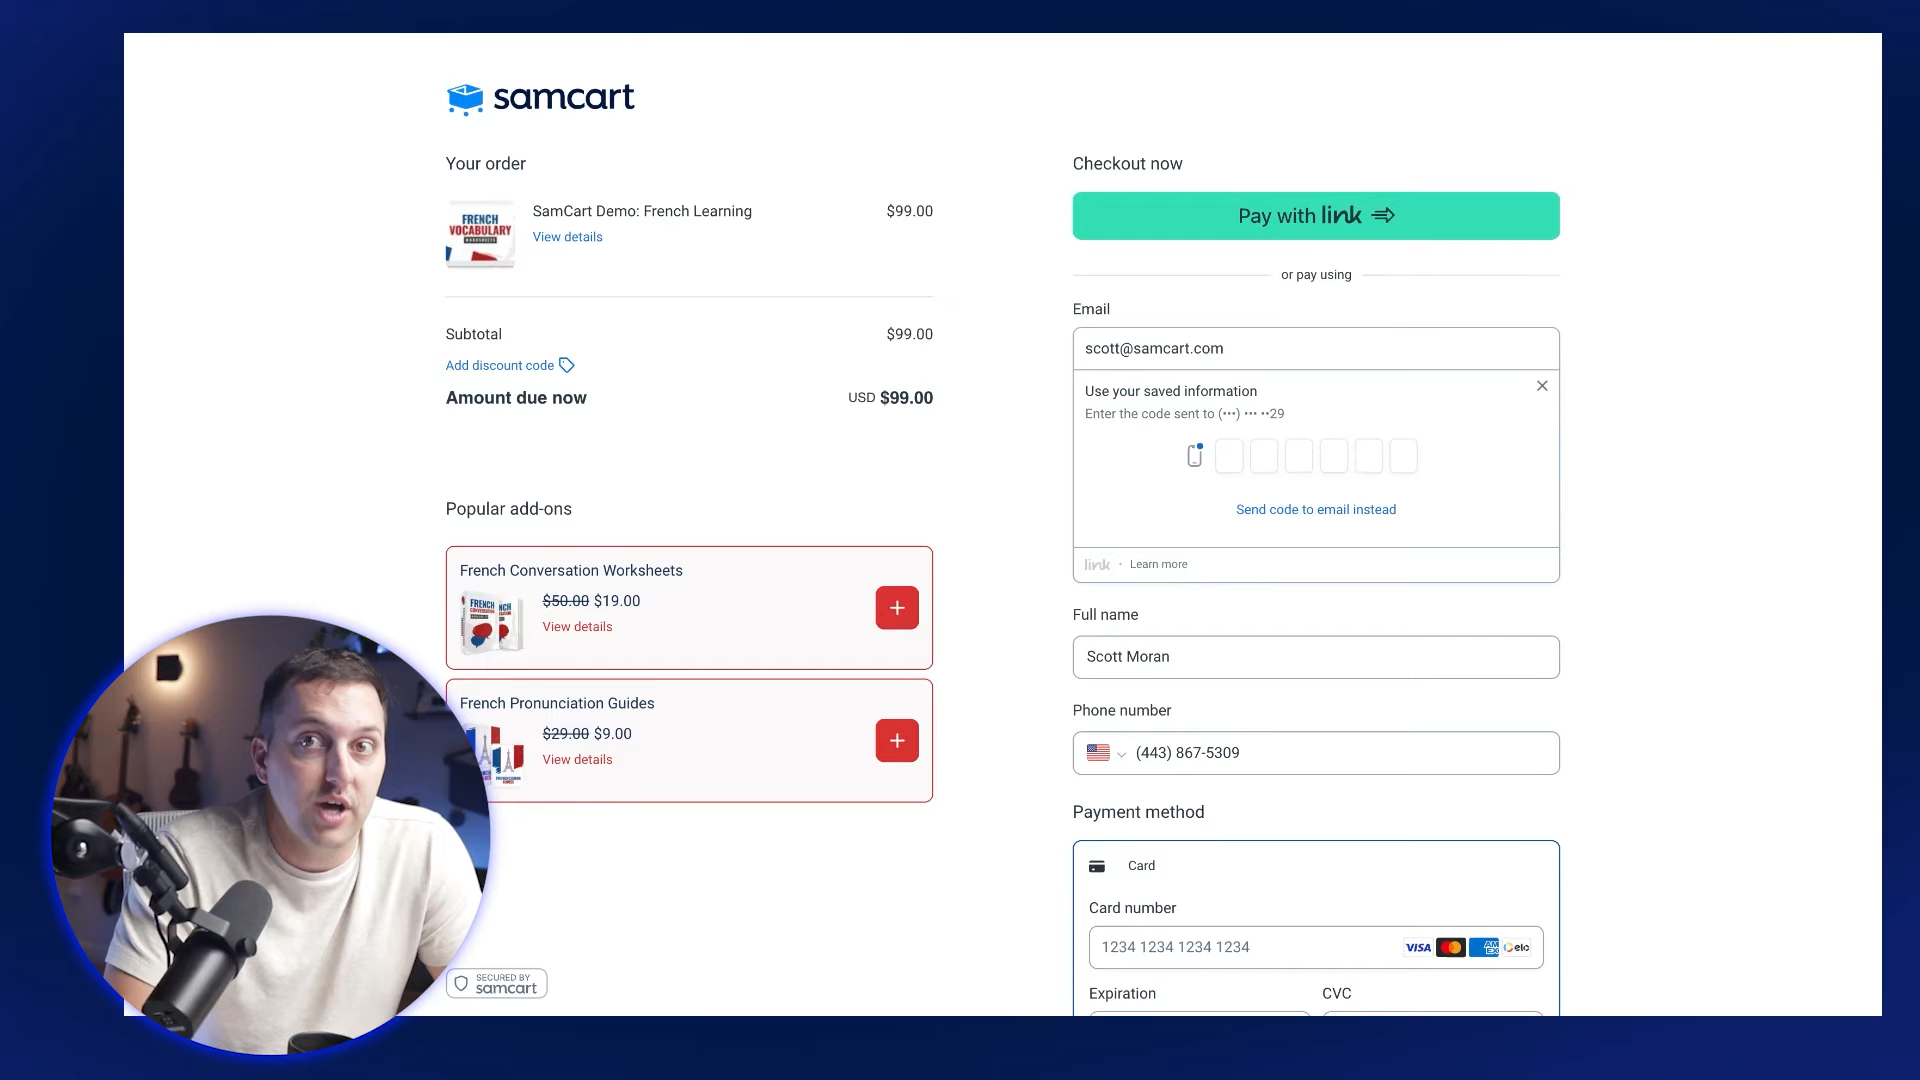 samcart
Your order
FRENCH
VOCABULARY
WORKSHEETS
SamCart Demo: French Learning
$99.00
View details
Subtotal
$99.00
Add discount code
Amount due now
USD $99.00
Popular add-ons
French Conversation Worksheets
FRENCH
CONVERSATION
$50.00 $19.00
View details
+
French Pronunciation Guides
$29.00 $9.00
View details
+
SECURED BY
samcart
Checkout now
Pay with link
or pay using
Email
scott@samcart.com
Use your saved information
Enter the code sent to (•••) ••• ••29
Send code to email instead
link • Learn more
Full name
Scott Moran
Phone number
(443) 867-5309
Payment method
Card
Card number
1234 1234 1234 1234
VISA
AM
EX
elo
Expiration
CVC